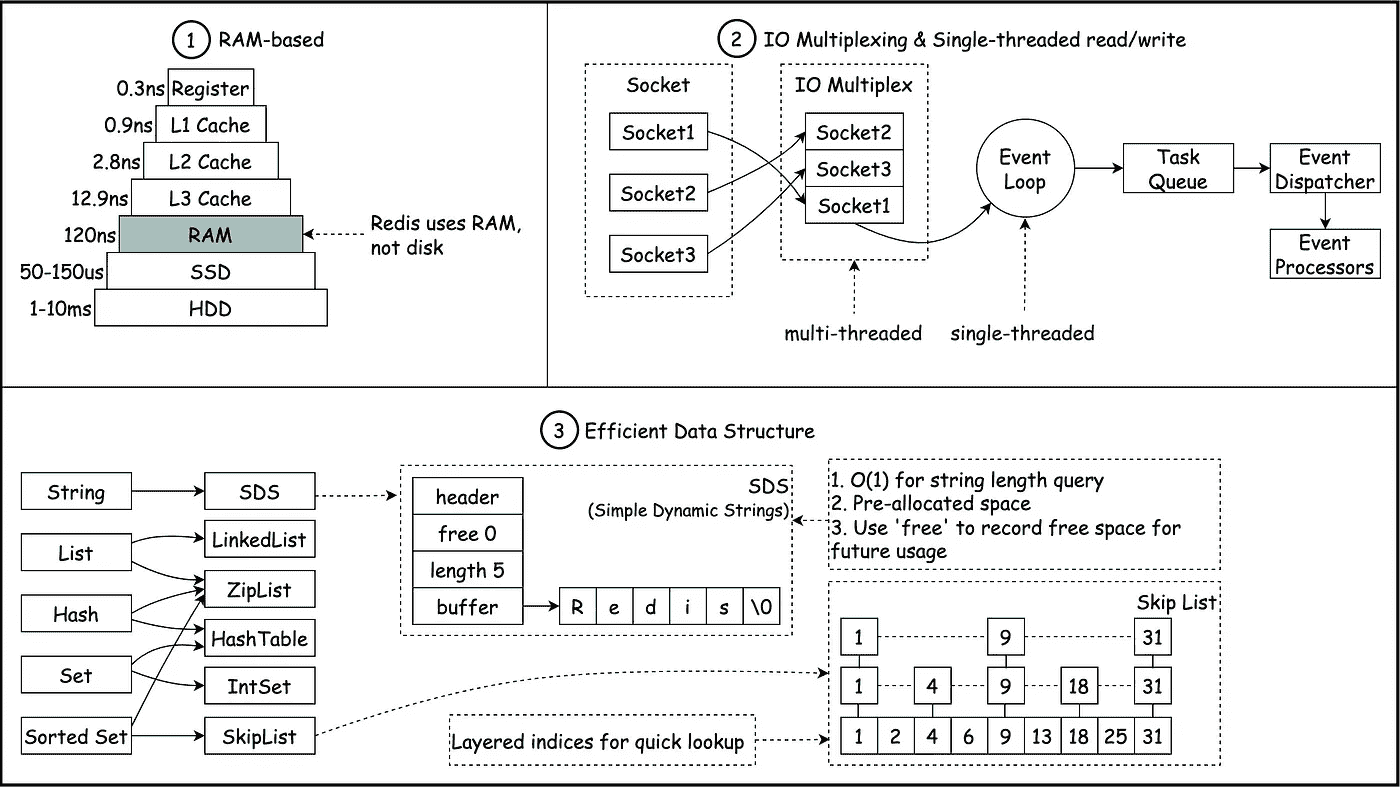 1 RAM-based
0.3ns Register
0.9ns L1 Cache
2.8ns L2 Cache
12.9ns L3 Cache
120ns RAM
Redis uses RAM,
not disk
50-150us SSD
1-10ms HDD
2 IO Multiplexing & Single-threaded read/write
Socket
Socket1
Socket2
Socket3
IO Multiplex
Socket2
Socket3
Socket1
Event
Loop
Task
Queue
Event
Dispatcher
Event
Processors
multi-threaded
single-threaded
3 Efficient Data Structure
String
List
Hash
Set
Sorted Set
SDS
LinkedList
ZipList
HashTable
IntSet
SkipList
header
free 0
length 5
buffer
SDS
(Simple Dynamic Strings)
R e d i s \0
1. O(1) for string length query
2. Pre-allocated space
3. Use 'free' to record free space for
future usage
Skip List
1 9 31
1 4 9 18 31
1 2 4 6 9 13 18 25 31
Layered indices for quick lookup